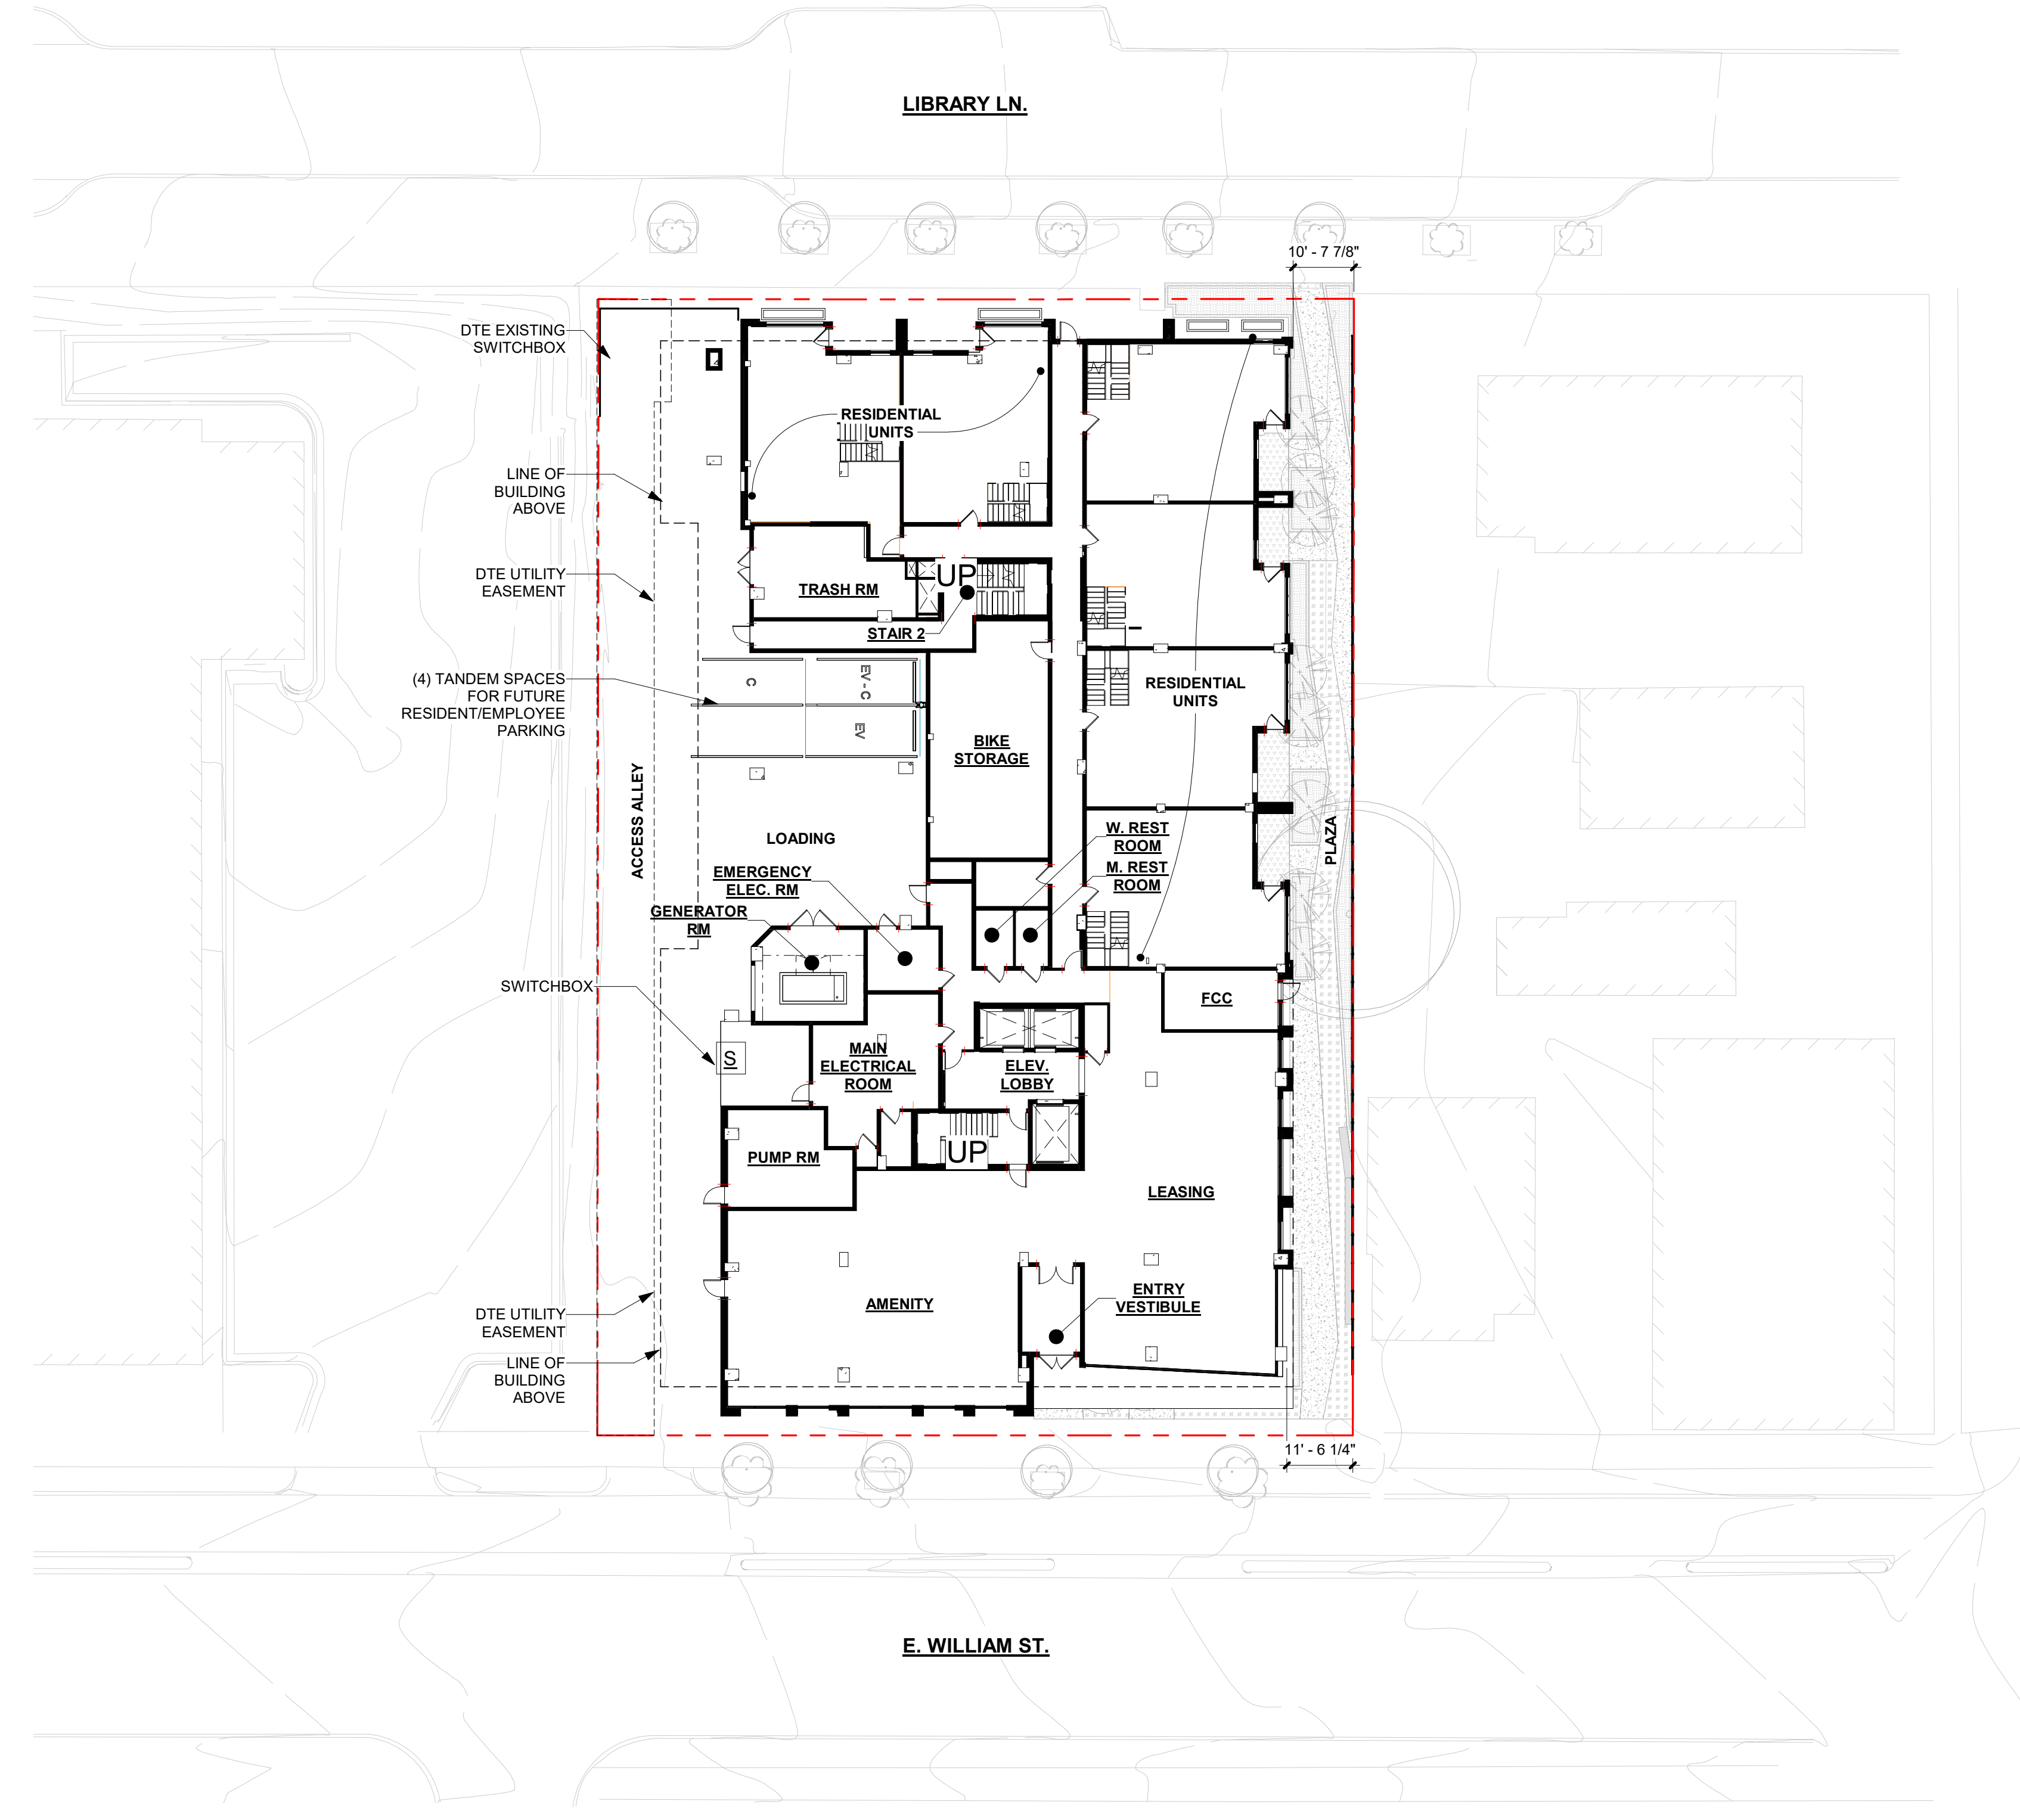 LIBRARY LN.
10' - 7 7/8"
DTE EXISTING
SWITCHBOX
RESIDENTIAL
UNITS
LINE OF
BUILDING
ABOVE
DTE UTILITY
EASEMENT
UP
TRASH RM
STAIR 2
(4) TANDEM SPACES
FOR FUTURE
RESIDENT/EMPLOYEE
PARKING
C
EV - C
EV
RESIDENTIAL
UNITS
BIKE
STORAGE
ACCESS ALLEY
LOADING
PLAZA
W. REST
ROOM
M. REST
ROOM
EMERGENCY
ELEC. RM
GENERATOR
RM
SWITCHBOX
FCC
S
MAIN
ELECTRICAL
ROOM
ELEV.
LOBBY
UP
PUMP RM
LEASING
AMENITY
ENTRY
VESTIBULE
DTE UTILITY
EASEMENT
LINE OF
BUILDING
ABOVE
11' - 6 1/4"
E. WILLIAM ST.